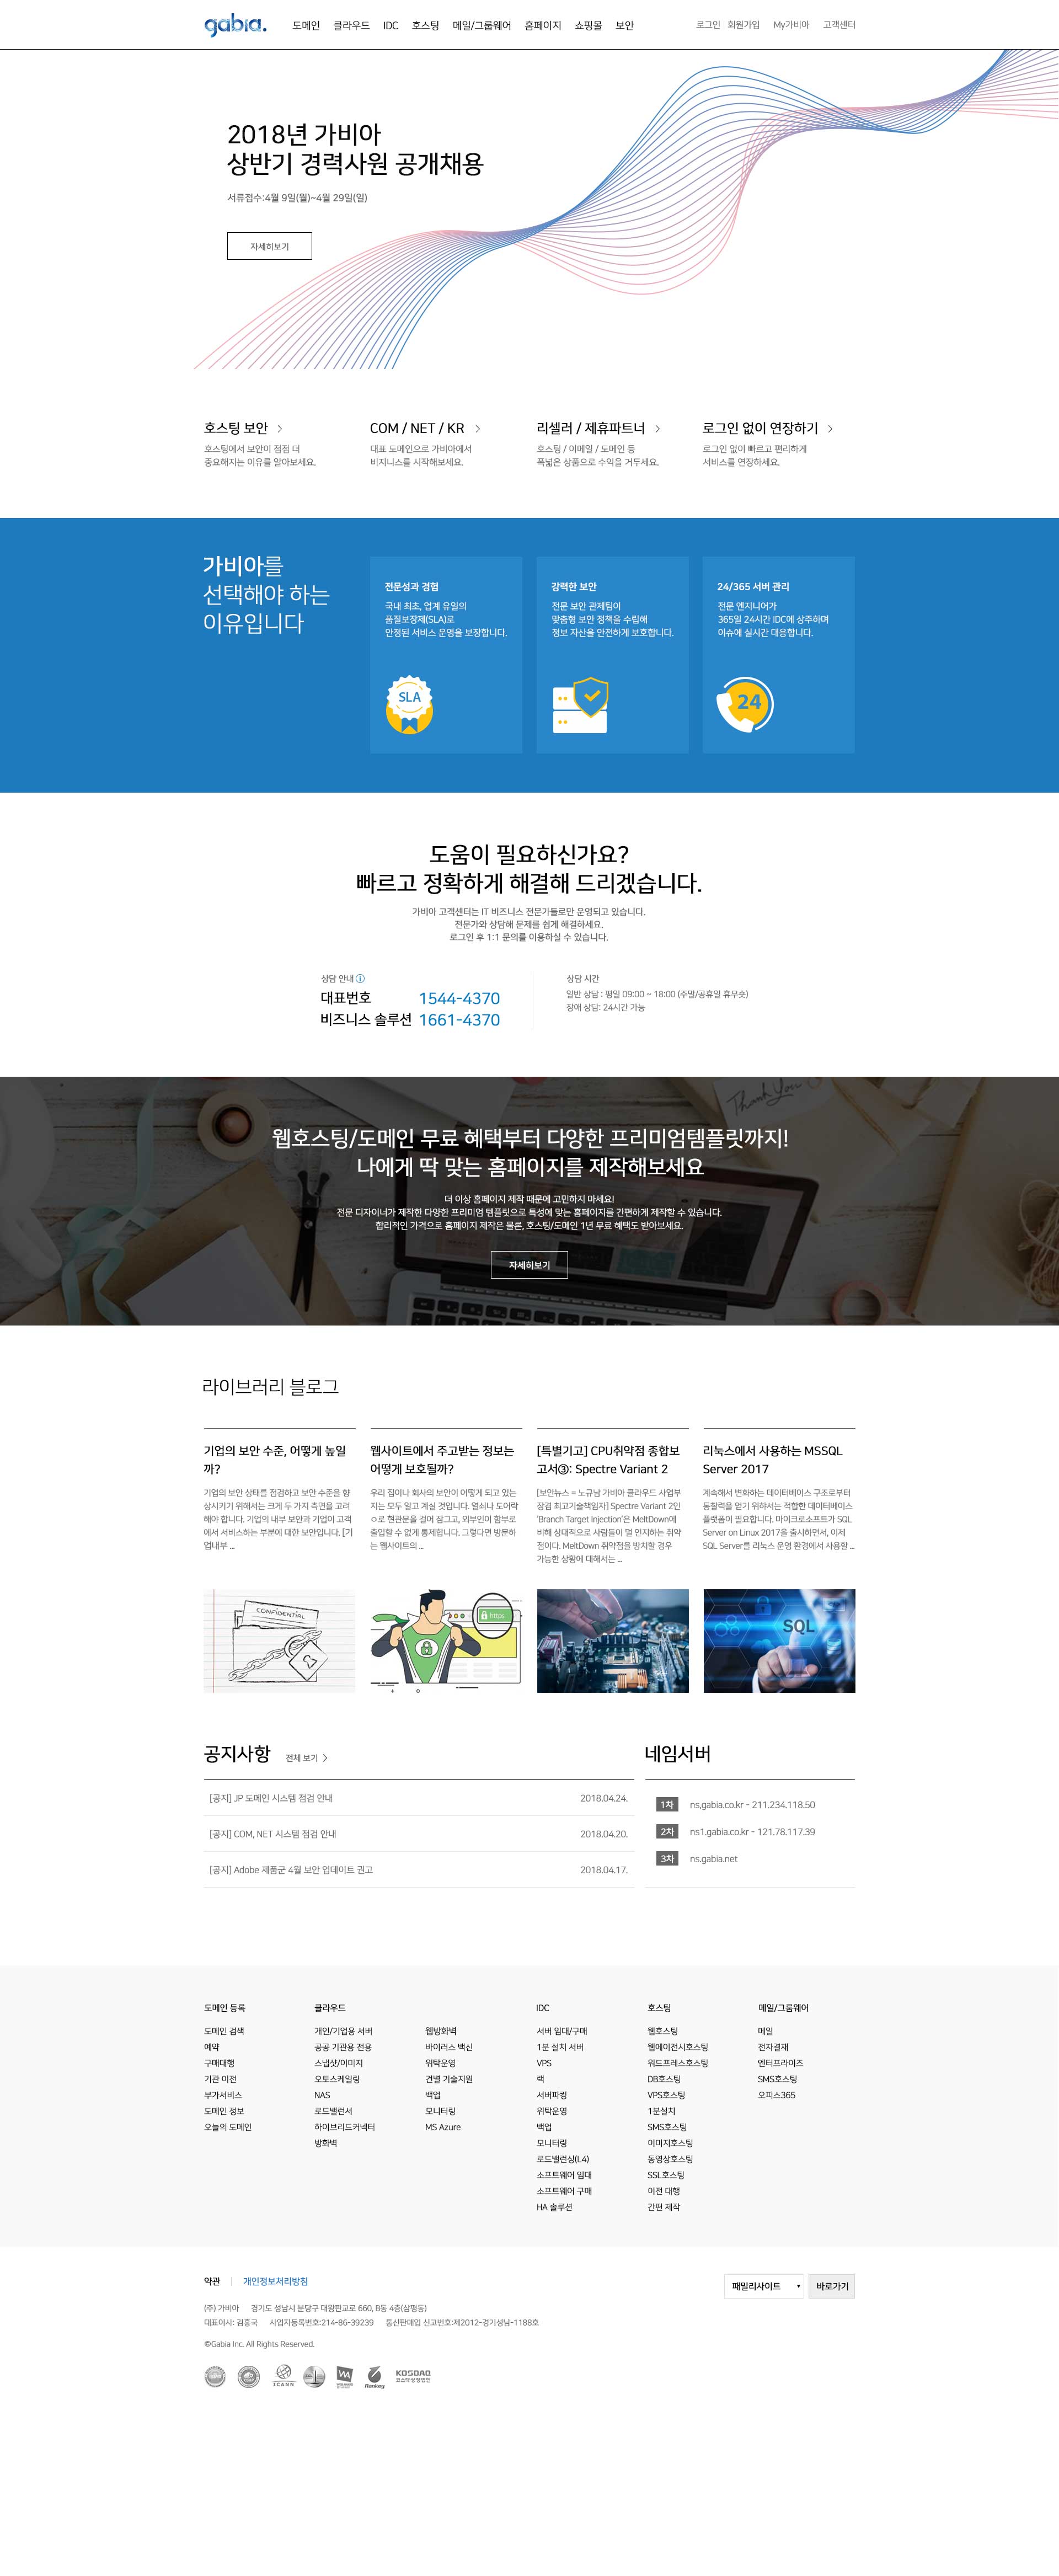 gabia.
도메인 클라우드 IDC 호스팅 메일/그룹웨어 홈페이지 쇼핑몰 보안
로그인 회원가입 My가비아 고객센터
2018년 가비아
상반기 경력사원 공개채용
서류접수:4월 9일(월)~4월 29일(일)
자세히보기
호스팅 보안
호스팅에서 보안이 점점 더
중요해지는 이유를 알아보세요.
COM / NET / KR
대표 도메인으로 가비아에서
비지니스를 시작해보세요.
리셀러 / 제휴파트너
호스팅 / 이메일 / 도메인 등
폭넓은 상품으로 수익을 거두세요.
로그인 없이 연장하기
로그인 없이 빠르고 편리하게
서비스를 연장하세요.
가비아를
선택해야 하는
이유입니다
전문성과 경험
국내 최초, 업계 유일의
품질보장제(SLA)로
안정된 서비스 운영을 보장합니다.
SLA
강력한 보안
전문 보안 관제팀이
맞춤형 보안 정책을 수립해
정보 자산을 안전하게 보호합니다.
24/365 서버 관리
전문 엔지니어가
365일 24시간 IDC에 상주하며
이슈에 실시간 대응합니다.
24
도움이 필요하신가요?
빠르고 정확하게 해결해 드리겠습니다.
가비아 고객센터는 IT 비즈니스 전문가들로만 운영되고 있습니다.
전문가와 상담해 문제를 쉽게 해결하세요.
로그인 후 1:1 문의를 이용하실 수 있습니다.
상담 안내
대표번호 1544-4370
비즈니스 솔루션 1661-4370
상담 시간
일반 상담 : 평일 09:00 ~ 18:00 (주말/공휴일 휴무숏)
장애 상담: 24시간 가능
Thank You
웹호스팅/도메인 무료 혜택부터 다양한 프리미엄템플릿까지!
나에게 딱 맞는 홈페이지를 제작해보세요
더 이상 홈페이지 제작 때문에 고민하지 마세요!
전문 디자이너가 제작한 다양한 프리미엄 템플릿으로 특성에 맞는 홈페이지를 간편하게 제작할 수 있습니다.
합리적인 가격으로 홈페이지 제작은 물론, 호스팅/도메인 1년 무료 혜택도 받아보세요.
자세히보기
라이브러리 블로그
기업의 보안 수준, 어떻게 높일
까?
기업의 보안 상태를 점검하고 보안 수준을 향
상시키기 위해서는 크게 두 가지 측면을 고려
해야 합니다. 기업의 내부 보안과 기업이 고객
에서 서비스하는 부분에 대한 보안입니다. [기
업내부 ...
웹사이트에서 주고받는 정보는
어떻게 보호될까?
우리 집이나 회사의 보안이 어떻게 되고 있는
지는 모두 알고 계실 것입니다. 열쇠나 도어락
으로 현관문을 걸어 잠그고, 외부인이 함부로
출입할 수 없게 통제합니다. 그렇다면 방문하
는 웹사이트의 ...
[특별기고] CPU취약점 종합보
고서③: Spectre Variant 2
[보안뉴스 = 노규남 가비아 클라우드 사업부
장겸 최고기술책임자] Spectre Variant 2인
'Branch Target Injection'은 MeltDown에
비해 상대적으로 사람들이 덜 인지하는 취약
점이다. MeltDown 취약점을 방지할 경우
가능한 상황에 대해서는 ...
리눅스에서 사용하는 MSSQL
Server 2017
계속해서 변화하는 데이터베이스 구조로부터
통찰력을 얻기 위하서는 적합한 데이터베이스
플랫폼이 필요합니다. 마이크로소프트가 SQL
Server on Linux 2017을 출시하면서, 이제
SQL Server를 리눅스 운영 환경에서 사용할 ...
CONFIDENTIAL
https
SQL
공지사항 전체 보기
[공지] JP 도메인 시스템 점검 안내 2018.04.24.
[공지] COM, NET 시스템 점검 안내 2018.04.20.
[공지] Adobe 제품군 4월 보안 업데이트 권고 2018.04.17.
네임서버
1차 ns,gabia.co.kr - 211.234.118.50
2차 ns1.gabia.co.kr - 121.78.117.39
3차 ns.gabia.net
도메인 등록
도메인 검색
예약
구매대행
기관 이전
부가서비스
도메인 정보
오늘의 도메인
클라우드
개인/기업용 서버
공공 기관용 전용
스냅샷/이미지
오토스케일링
NAS
로드밸런서
하이브리드커넥터
방화벽
웹방화벽
바이러스 백신
위탁운영
건별 기술지원
백업
모니터링
MS Azure
IDC
서버 임대/구매
1분 설치 서버
VPS
랙
서버파킹
위탁운영
백업
모니터링
로드밸런싱(L4)
소프트웨어 임대
소프트웨어 구매
HA 솔루션
호스팅
웹호스팅
웹에이전시호스팅
워드프레스호스팅
DB호스팅
VPS호스팅
1분설치
SMS호스팅
이미지호스팅
동영상호스팅
SSL호스팅
이전 대행
간편 제작
메일/그룹웨어
메일
전자결재
엔터프라이즈
SMS호스팅
오피스365
약관 개인정보처리방침
패밀리사이트 바로가기
(주) 가비아 경기도 성남시 분당구 대왕판교로 660, B동 4층(삼평동)
대표이사: 김홍국 사업자등록번호:214-86-39239 통신판매업 신고번호:제2012-경기성남-1188호
©Gabia Inc. All Rights Reserved.
ICANN
Rankey
KOSDAQ
코스닥상장법인